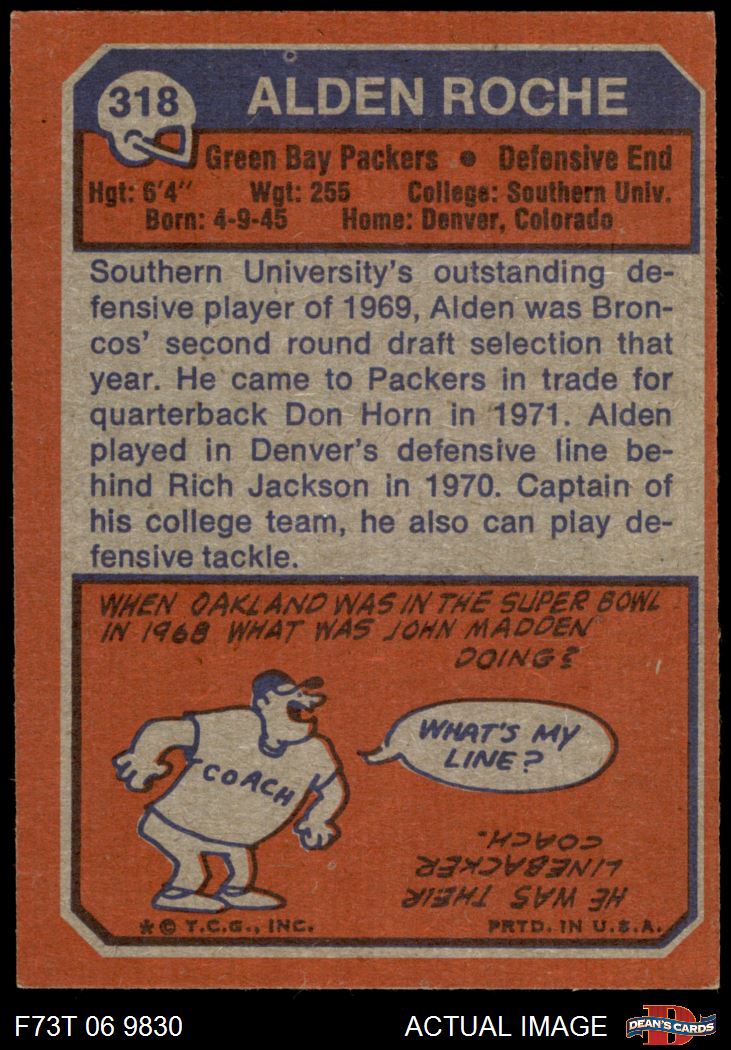 318
ALDEN ROCHE
Green Bay Packers • Defensive End
Hgt: 6'4" Wgt: 255 College: Southern Univ.
Born: 4-9-45 Home: Denver, Colorado
Southern University's outstanding de-
fensive player of 1969, Alden was Bron-
cos' second round draft selection that
year. He came to Packers in trade for
quarterback Don Horn in 1971. Alden
played in Denver's defensive line be-
hind Rich Jackson in 1970. Captain of
his college team, he also can play de-
fensive tackle.
WHEN OAKLAND WAS IN THE SUPER BOWL
IN 1968 WHAT WAS JOHN MADDEN
DOING?
WHAT'S MY
LINE?
COACH
HE WAS THEIR
LINEBACKER
COACH.
* © T.C.G., INC. PRTD. IN U.S.A.
F73T 06 9830 ACTUAL IMAGE
D
DEAN'S CARDS